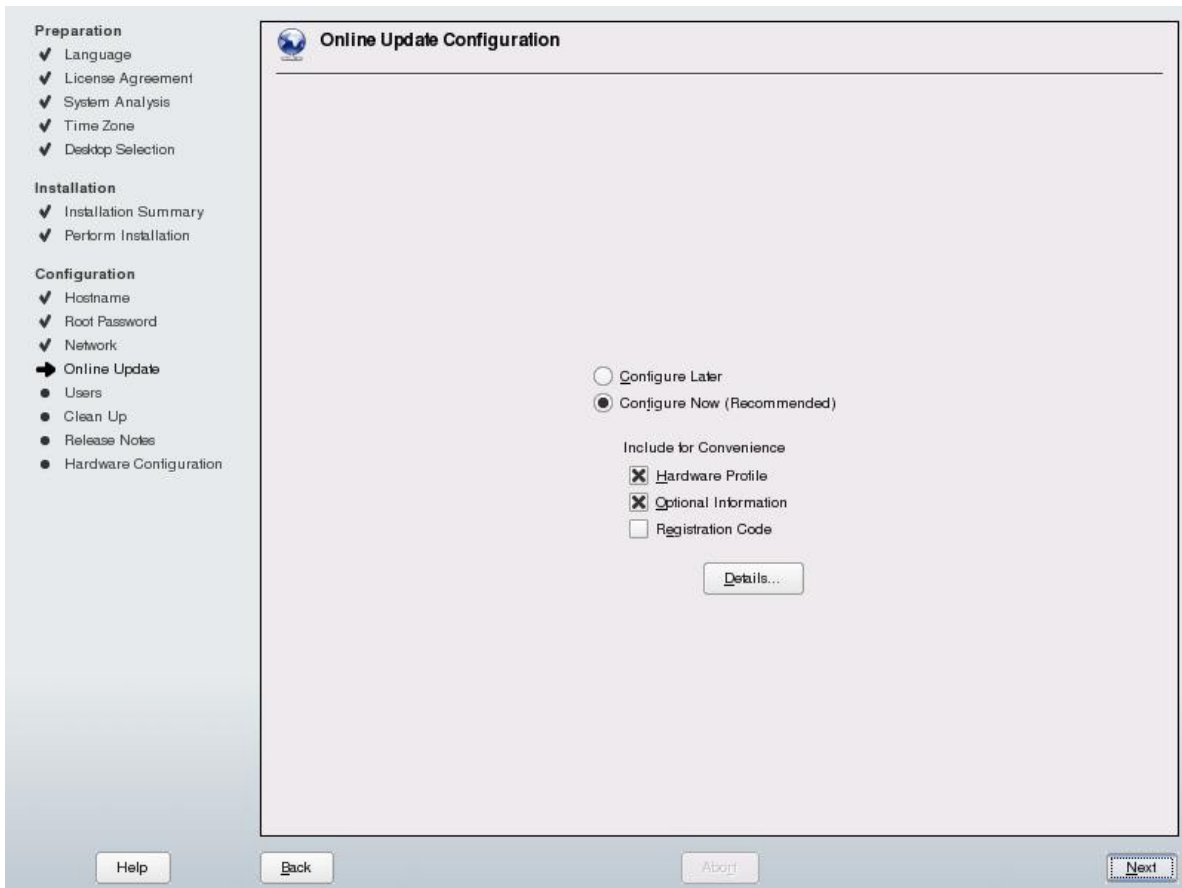 Preparation
Language
License Agreement
System Analysis
Time Zone
Desktop Selection
Installation
Installation Summary
Perform Installation
Configuration
Hostname
Root Password
Network
Online Update
Users
Clean Up
Release Notes
Hardware Configuration
Online Update Configuration
Configure Later
Configure Now (Recommended)
Include for Convenience
Hardware Profile
Optional Information
Registration Code
Details...
Help
Back
Abort
Next